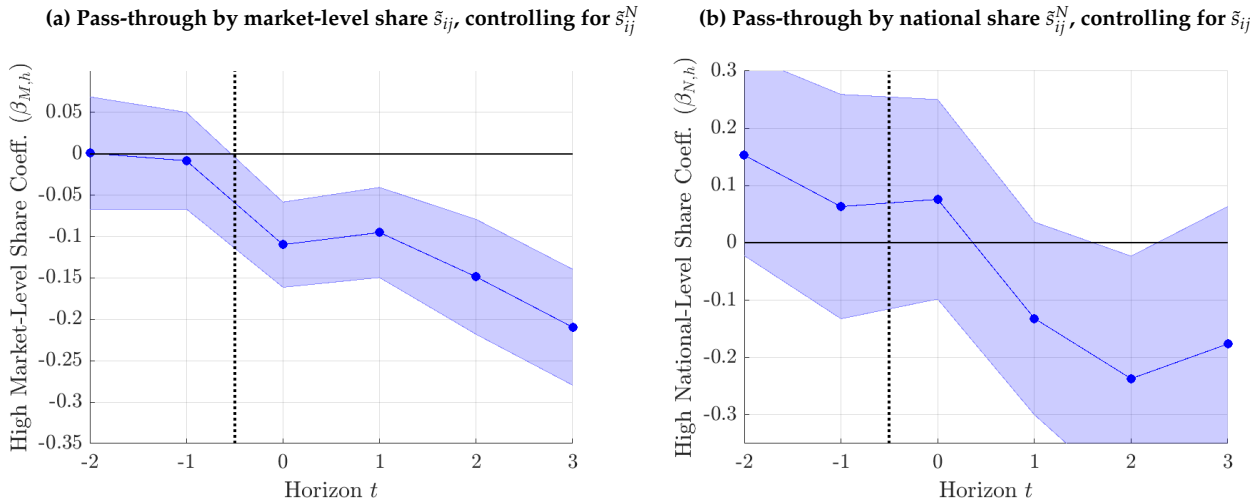 (a) Pass-through by market-level share s̃ᵢⱼ, controlling for s̃ᵢⱼᴺ
High Market-Level Share Coeff. (β_{M,h})
0.05
0
-0.05
-0.1
-0.15
-0.2
-0.25
-0.3
-0.35
-2 -1 0 1 2 3
Horizon t
(b) Pass-through by national share s̃ᵢⱼᴺ, controlling for s̃ᵢⱼ
High National-Level Share Coeff. (β_{N,h})
0.3
0.2
0.1
0
-0.1
-0.2
-0.3
-2 -1 0 1 2 3
Horizon t